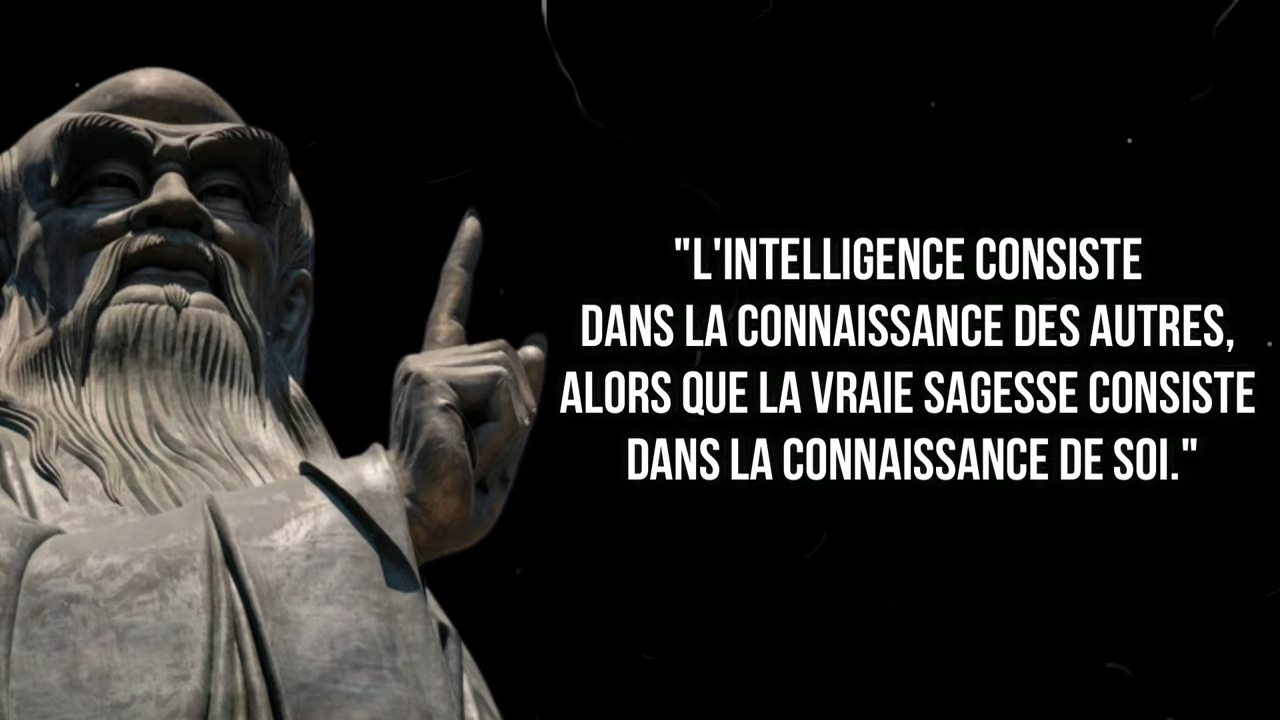 "L'INTELLIGENCE CONSISTE
DANS LA CONNAISSANCE DES AUTRES,
ALORS QUE LA VRAIE SAGESSE CONSISTE
DANS LA CONNAISSANCE DE SOI."